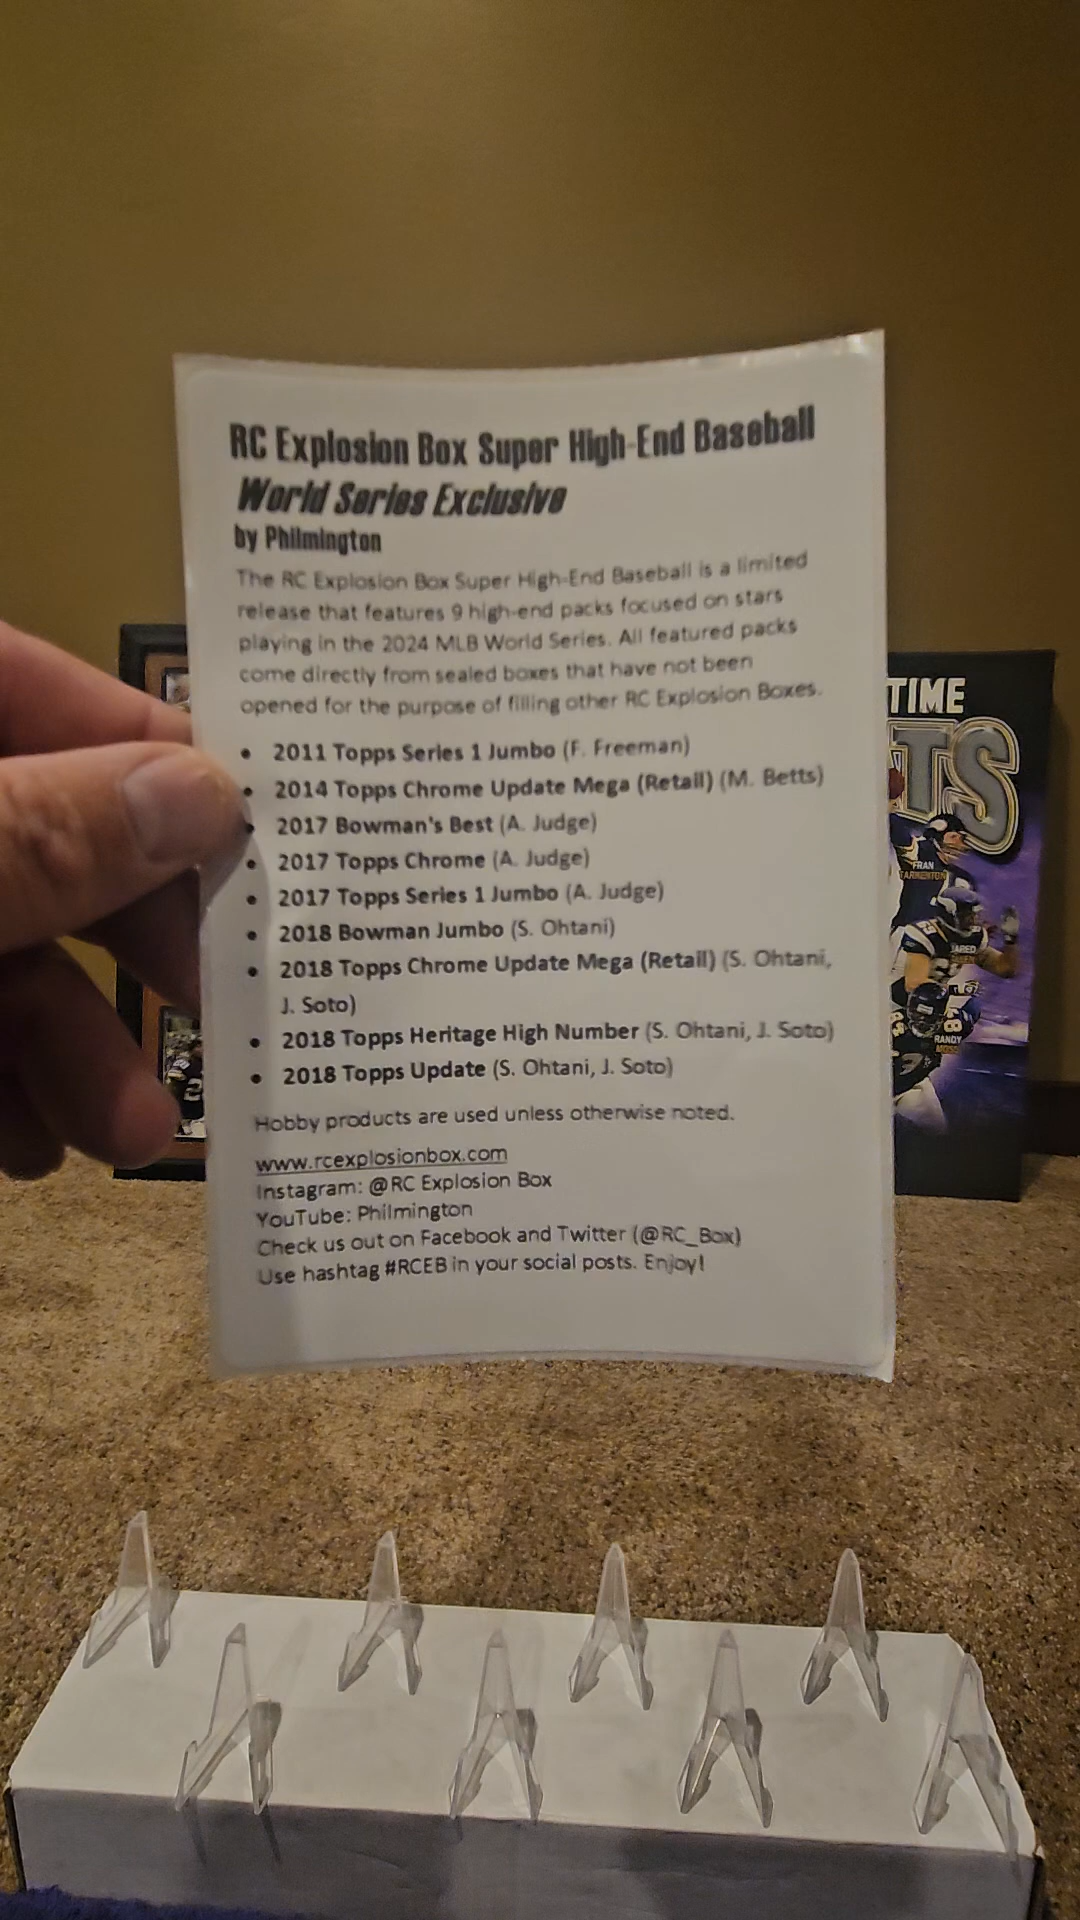 RC Explosion Box Super High-End Baseball
World Series Exclusive
by Philmington
The RC Explosion Box Super High-End Baseball is a limited
release that features 9 high-end packs focused on stars
playing in the 2024 MLB World Series. All featured packs
come directly from sealed boxes that have not been
opened for the purpose of filling other RC Explosion Boxes.
• 2011 Topps Series 1 Jumbo (F. Freeman)
• 2014 Topps Chrome Update Mega (Retail) (M. Betts)
• 2017 Bowman's Best (A. Judge)
• 2017 Topps Chrome (A. Judge)
• 2017 Topps Series 1 Jumbo (A. Judge)
• 2018 Bowman Jumbo (S. Ohtani)
• 2018 Topps Chrome Update Mega (Retail) (S. Ohtani,
J. Soto)
• 2018 Topps Heritage High Number (S. Ohtani, J. Soto)
• 2018 Topps Update (S. Ohtani, J. Soto)
Hobby products are used unless otherwise noted.
www.rcexplosionbox.com
Instagram: @RC Explosion Box
YouTube: Philmington
Check us out on Facebook and Twitter (@RC_Box)
Use hashtag #RCEB in your social posts. Enjoy!
TIME
TS
FRAN
TARKENTON
JARED
RANDY
MOSS